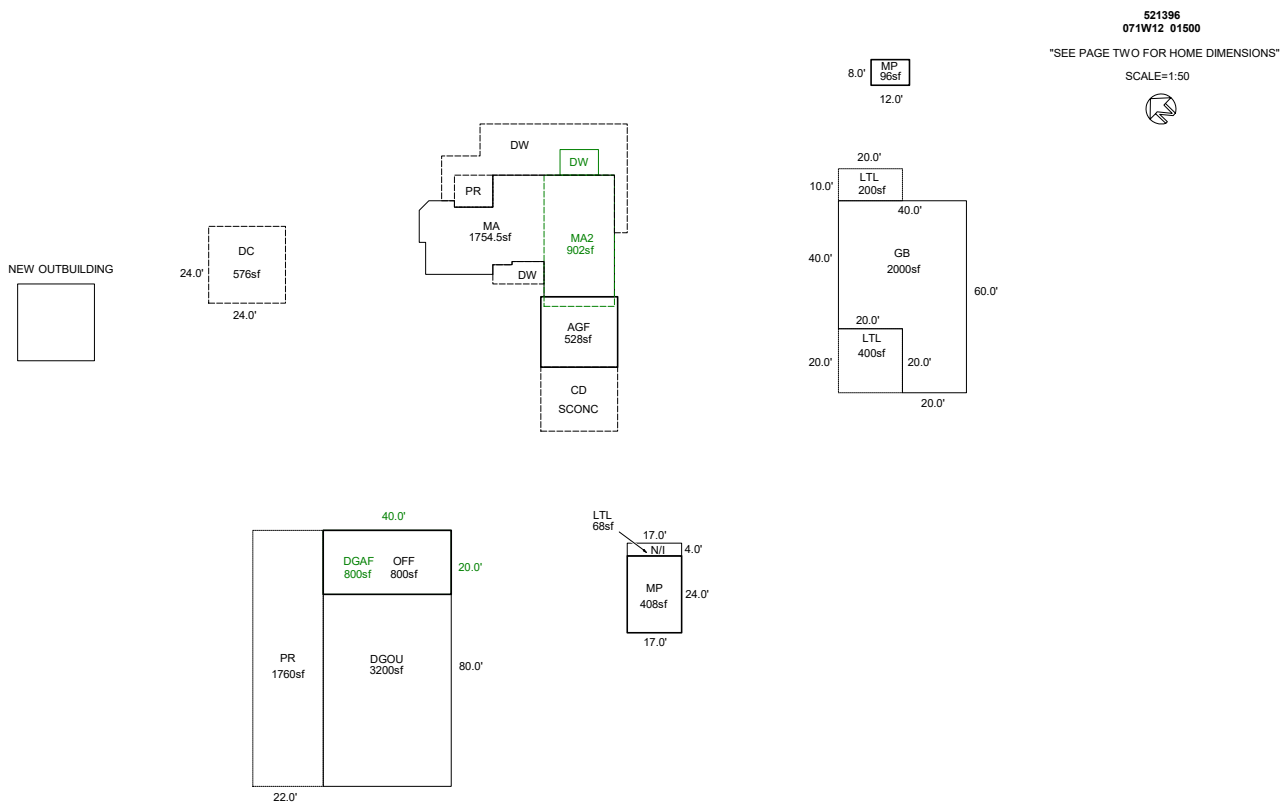 521396
071W12 01500
"SEE PAGE TWO FOR HOME DIMENSIONS"
SCALE=1:50
MP
96sf
8.0'
12.0'
DW
DW
PR
MA
1754.5sf
MA2
902sf
DW
AGF
528sf
CD
SCONC
20.0'
LTL
200sf
10.0'
40.0'
GB
2000sf
40.0'
60.0'
20.0'
LTL
400sf
20.0'
20.0'
20.0'
DC
576sf
24.0'
24.0'
NEW OUTBUILDING
40.0'
DGAF
800sf
OFF
800sf
20.0'
PR
1760sf
DGOU
3200sf
80.0'
22.0'
LTL
68sf
17.0'
N/I
4.0'
MP
408sf
24.0'
17.0'